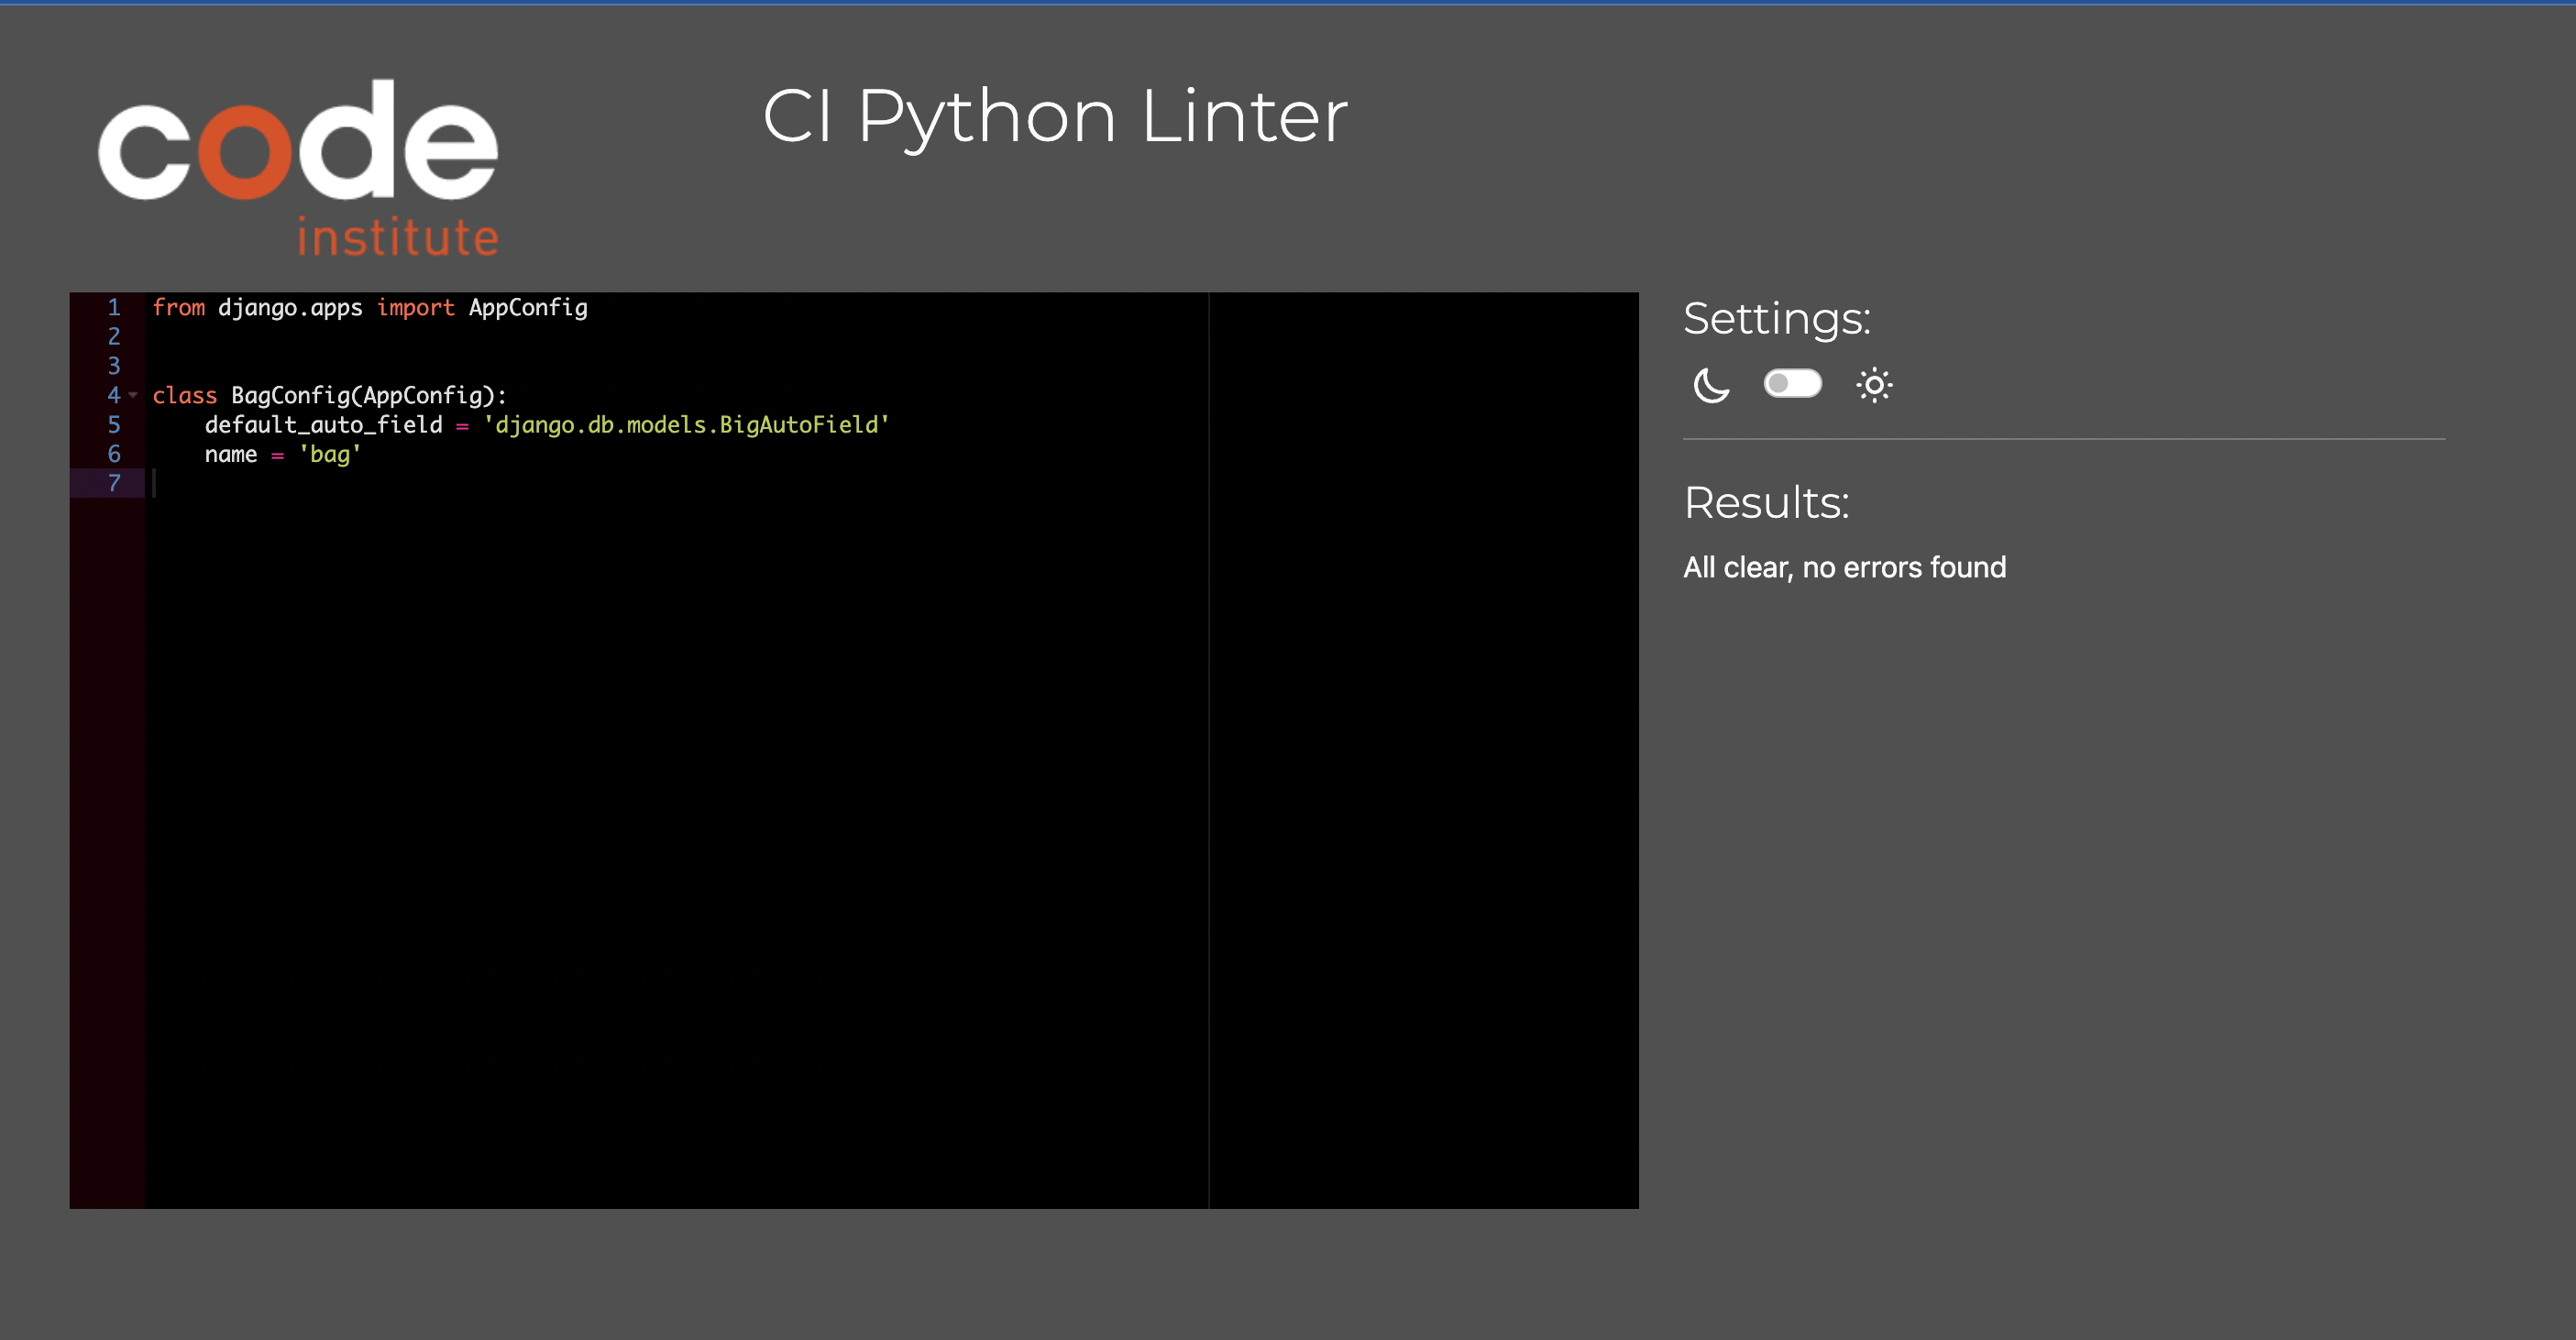 code
institute
CI Python Linter
1 from django.apps import AppConfig
2
3
4 class BagConfig(AppConfig):
5     default_auto_field = 'django.db.models.BigAutoField'
6     name = 'bag'
7
Settings:
Results:
All clear, no errors found